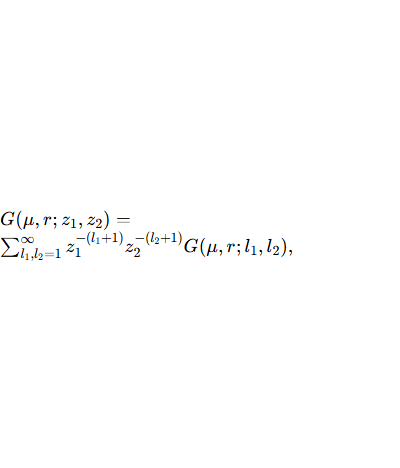 G(μ, r; z₁, z₂) =
∑_{l₁,l₂=1}^{∞} z₁^{−(l₁+1)} z₂^{−(l₂+1)} G(μ, r; l₁, l₂),